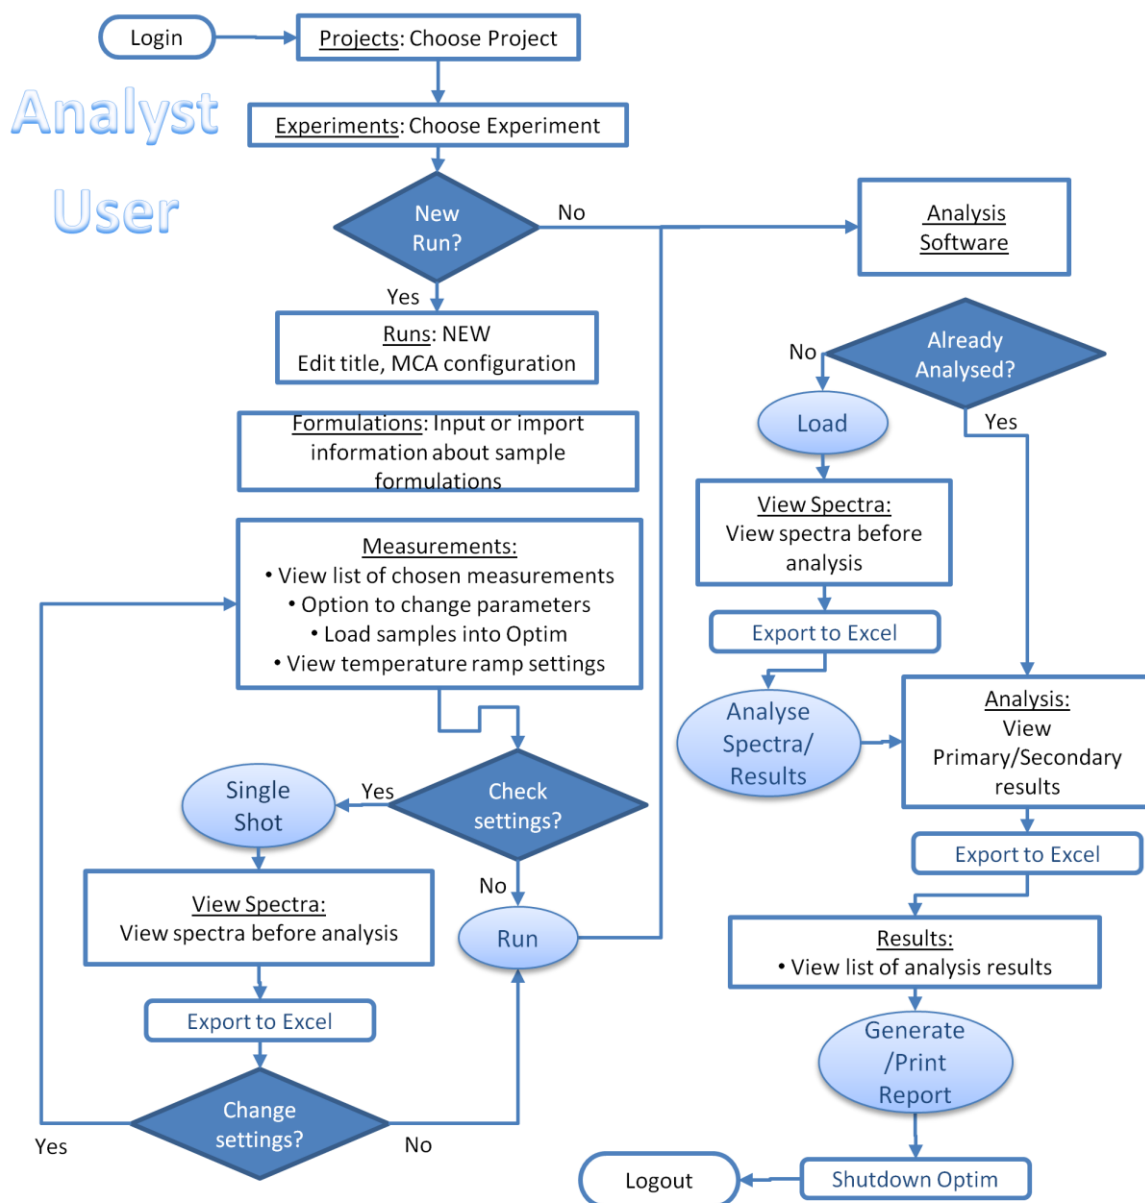 Login
Projects: Choose Project
Analyst
User
Experiments: Choose Experiment
New
Run?
No
Yes
Analysis
Software
Runs: NEW
Edit title, MCA configuration
Formulations: Input or import
information about sample
formulations
Measurements:
• View list of chosen measurements
• Option to change parameters
• Load samples into Optim
• View temperature ramp settings
Check
settings?
Yes
No
Single
Shot
View Spectra:
View spectra before analysis
Export to Excel
Change
settings?
Yes
No
Run
Already
Analysed?
No
Yes
Load
View Spectra:
View spectra before
analysis
Export to Excel
Analyse
Spectra/
Results
Analysis:
View
Primary/Secondary
results
Export to Excel
Results:
• View list of analysis results
Generate
/Print
Report
Shutdown Optim
Logout